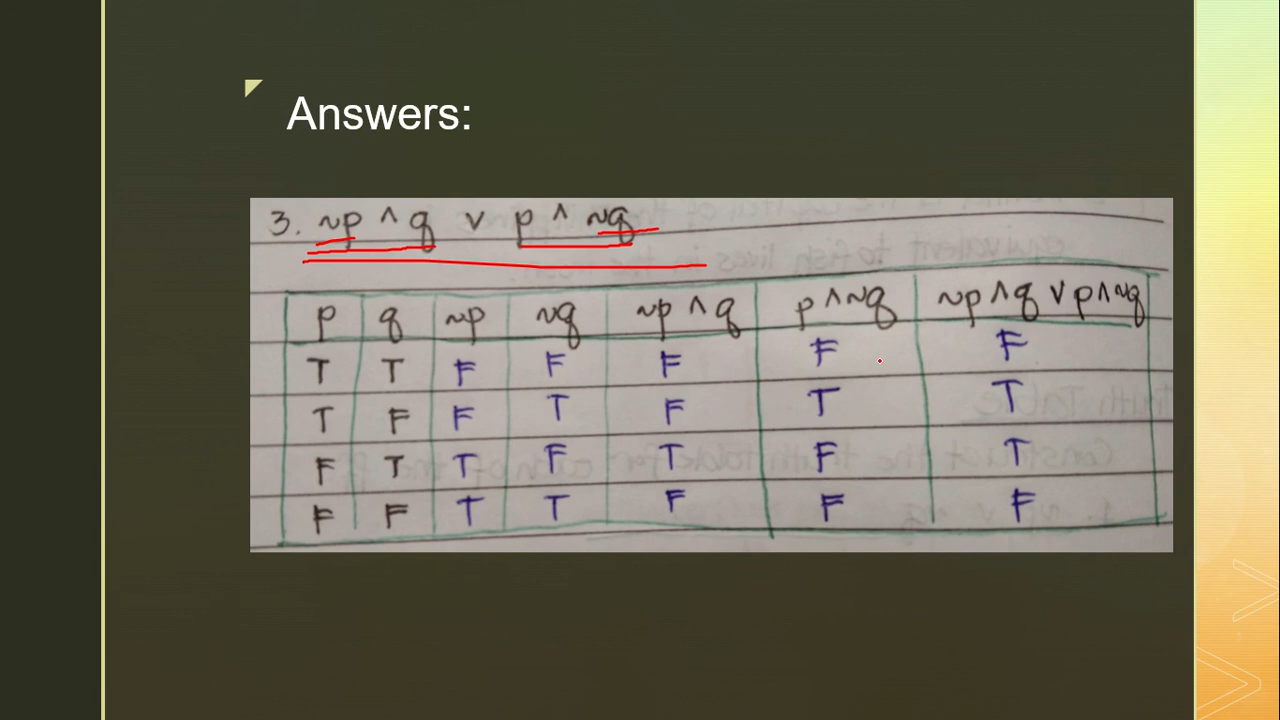 Answers:
3. ~p ∧ q ∨ p ∧ ~q
p q ~p ~q ~p ∧ q p ∧ ~q ~p ∧ q ∨ p ∧ ~q
T T F F F F F
T F F T F T T
F T T F T F T
F F T T F F F